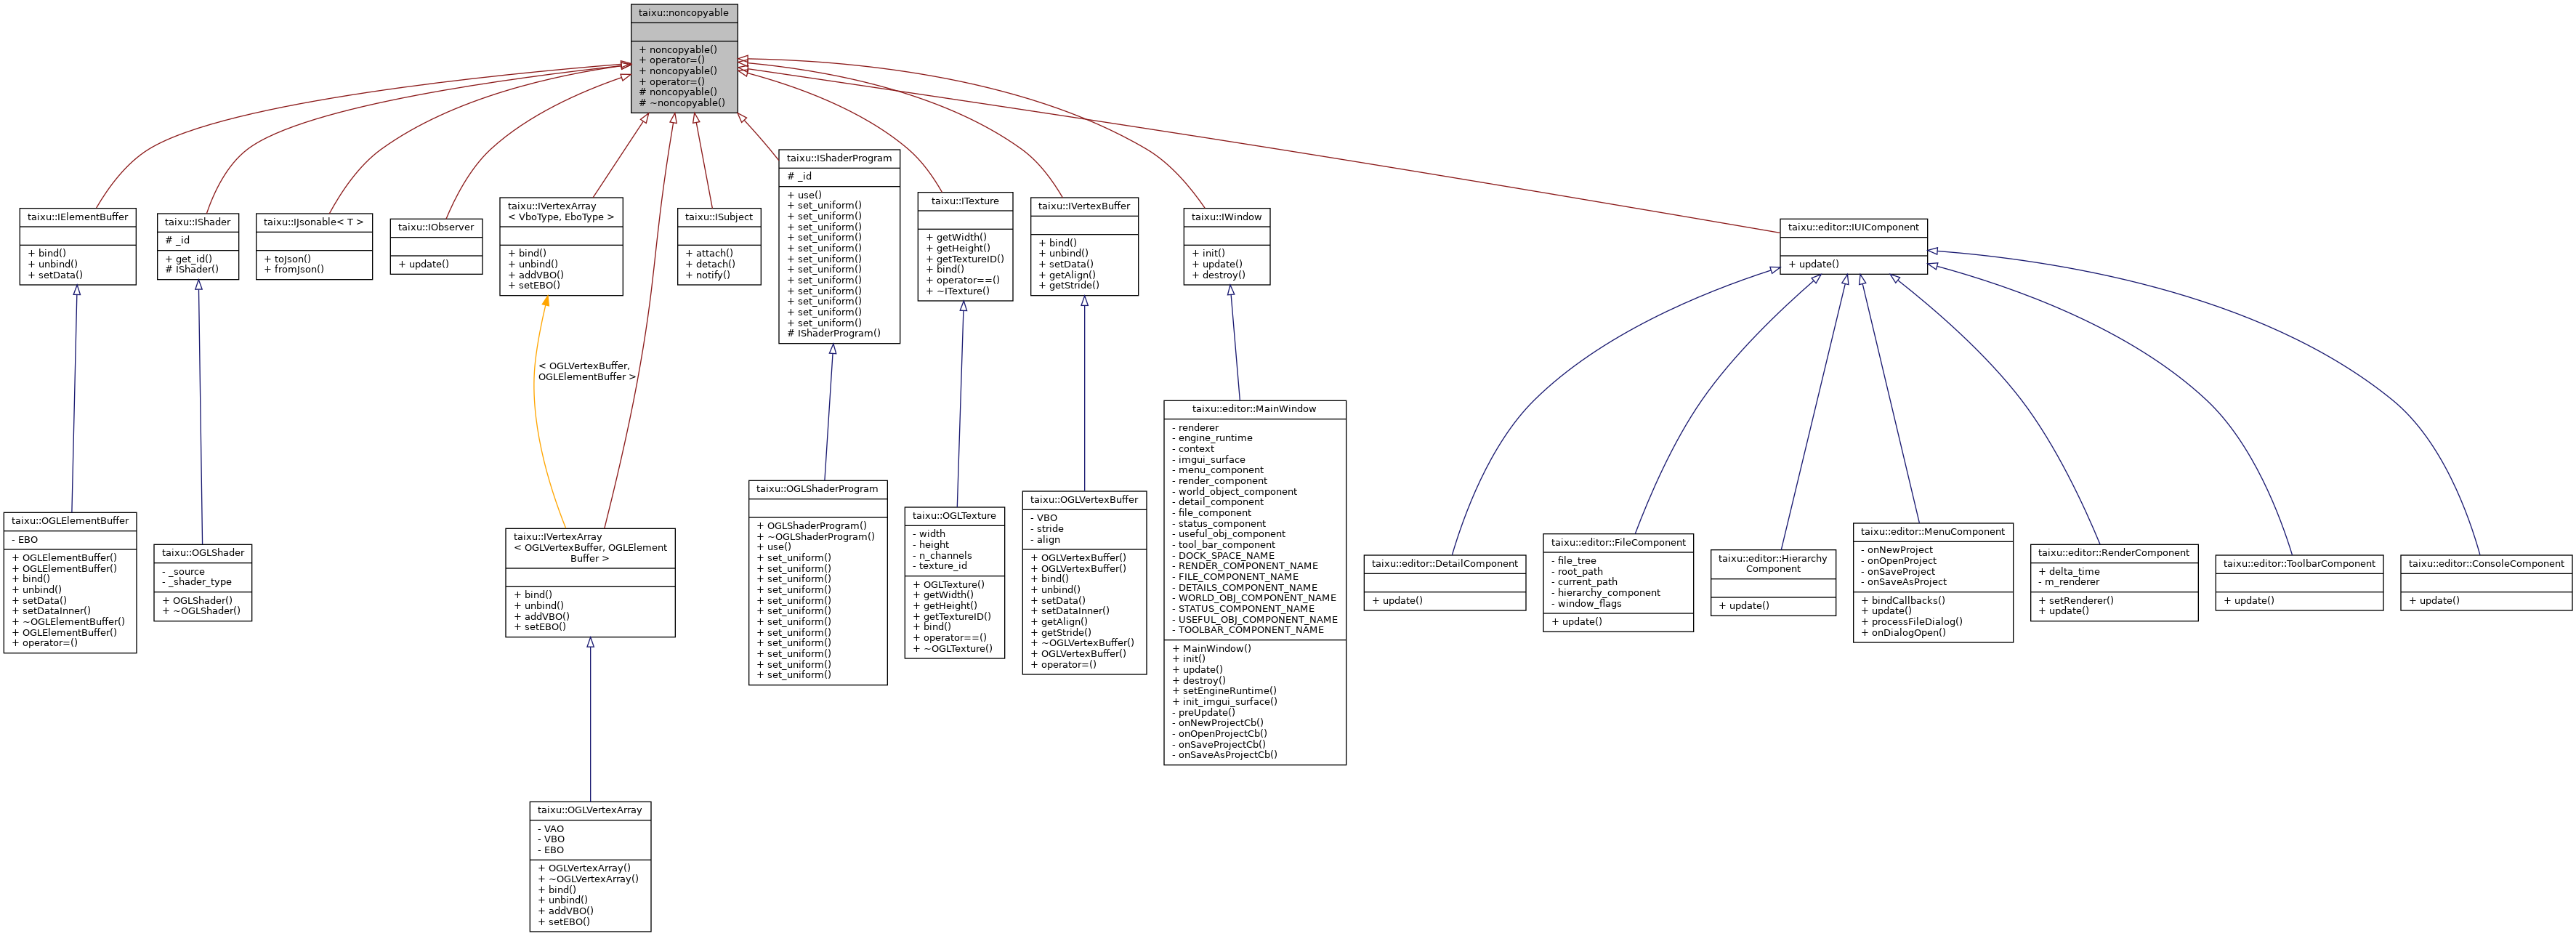 taixu::noncopyable
+ noncopyable()
+ operator=()
+ noncopyable()
+ operator=()
# noncopyable()
# ~noncopyable()
taixu::IElementBuffer
+ bind()
+ unbind()
+ setData()
taixu::IShader
# _id
+ get_id()
# IShader()
taixu::IJsonable< T >
+ toJson()
+ fromJson()
taixu::IObserver
+ update()
taixu::IVertexArray
< VboType, EboType >
+ bind()
+ unbind()
+ addVBO()
+ setEBO()
taixu::ISubject
+ attach()
+ detach()
+ notify()
taixu::IShaderProgram
# _id
+ use()
+ set_uniform()
+ set_uniform()
+ set_uniform()
+ set_uniform()
+ set_uniform()
+ set_uniform()
+ set_uniform()
+ set_uniform()
+ set_uniform()
+ set_uniform()
+ set_uniform()
+ set_uniform()
# IShaderProgram()
taixu::ITexture
+ getWidth()
+ getHeight()
+ getTextureID()
+ bind()
+ operator==()
+ ~ITexture()
taixu::IVertexBuffer
+ bind()
+ unbind()
+ setData()
+ getAlign()
+ getStride()
taixu::IWindow
+ init()
+ update()
+ destroy()
taixu::editor::IUIComponent
+ update()
< OGLVertexBuffer,
OGLElementBuffer >
taixu::OGLElementBuffer
- EBO
+ OGLElementBuffer()
+ OGLElementBuffer()
+ bind()
+ unbind()
+ setData()
+ setDataInner()
+ ~OGLElementBuffer()
+ OGLElementBuffer()
+ operator=()
taixu::OGLShader
- _source
- _shader_type
+ OGLShader()
+ ~OGLShader()
taixu::IVertexArray
< OGLVertexBuffer, OGLElement
Buffer >
+ bind()
+ unbind()
+ addVBO()
+ setEBO()
taixu::OGLShaderProgram
+ OGLShaderProgram()
+ ~OGLShaderProgram()
+ use()
+ set_uniform()
+ set_uniform()
+ set_uniform()
+ set_uniform()
+ set_uniform()
+ set_uniform()
+ set_uniform()
+ set_uniform()
+ set_uniform()
+ set_uniform()
+ set_uniform()
+ set_uniform()
taixu::OGLTexture
- width
- height
- n_channels
- texture_id
+ OGLTexture()
+ getWidth()
+ getHeight()
+ getTextureID()
+ bind()
+ operator==()
+ ~OGLTexture()
taixu::OGLVertexBuffer
- VBO
- stride
- align
+ OGLVertexBuffer()
+ OGLVertexBuffer()
+ bind()
+ unbind()
+ setData()
+ setDataInner()
+ getAlign()
+ getStride()
+ ~OGLVertexBuffer()
+ OGLVertexBuffer()
+ operator=()
taixu::editor::MainWindow
- renderer
- engine_runtime
- context
- imgui_surface
- menu_component
- render_component
- world_object_component
- detail_component
- file_component
- status_component
- useful_obj_component
- tool_bar_component
- DOCK_SPACE_NAME
- RENDER_COMPONENT_NAME
- FILE_COMPONENT_NAME
- DETAILS_COMPONENT_NAME
- WORLD_OBJ_COMPONENT_NAME
- STATUS_COMPONENT_NAME
- USEFUL_OBJ_COMPONENT_NAME
- TOOLBAR_COMPONENT_NAME
+ MainWindow()
+ init()
+ update()
+ destroy()
+ setEngineRuntime()
+ init_imgui_surface()
- preUpdate()
- onNewProjectCb()
- onOpenProjectCb()
- onSaveProjectCb()
- onSaveAsProjectCb()
taixu::editor::DetailComponent
+ update()
taixu::editor::FileComponent
- file_tree
- root_path
- current_path
- hierarchy_component
- window_flags
+ update()
taixu::editor::Hierarchy
Component
+ update()
taixu::editor::MenuComponent
- onNewProject
- onOpenProject
- onSaveProject
- onSaveAsProject
+ bindCallbacks()
+ update()
+ processFileDialog()
+ onDialogOpen()
taixu::editor::RenderComponent
+ delta_time
- m_renderer
+ setRenderer()
+ update()
taixu::editor::ToolbarComponent
+ update()
taixu::editor::ConsoleComponent
+ update()
taixu::OGLVertexArray
- VAO
- VBO
- EBO
+ OGLVertexArray()
+ ~OGLVertexArray()
+ bind()
+ unbind()
+ addVBO()
+ setEBO()